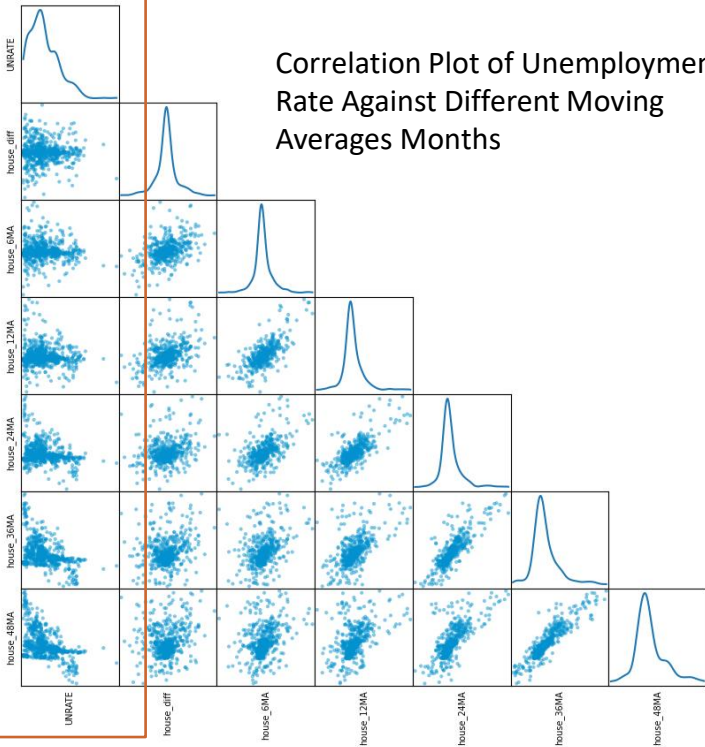 Correlation Plot of Unemploymen
Rate Against Different Moving
Averages Months
UNRATE
house_diff
house_6MA
house_12MA
house_24MA
house_36MA
house_48MA
UNRATE
house_diff
house_6MA
house_12MA
house_24MA
house_36MA
house_48MA